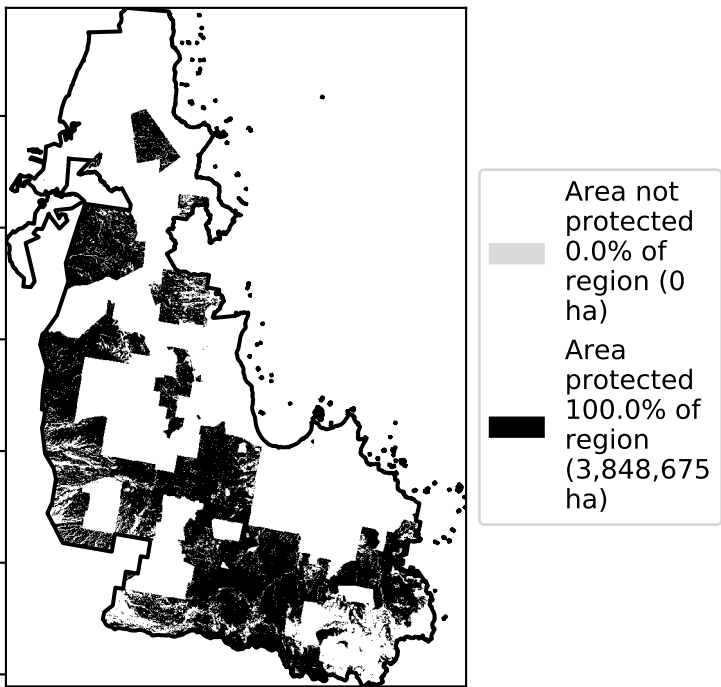 Area not
protected
0.0% of
region (0
ha)
Area
protected
100.0% of
region
(3,848,675
ha)